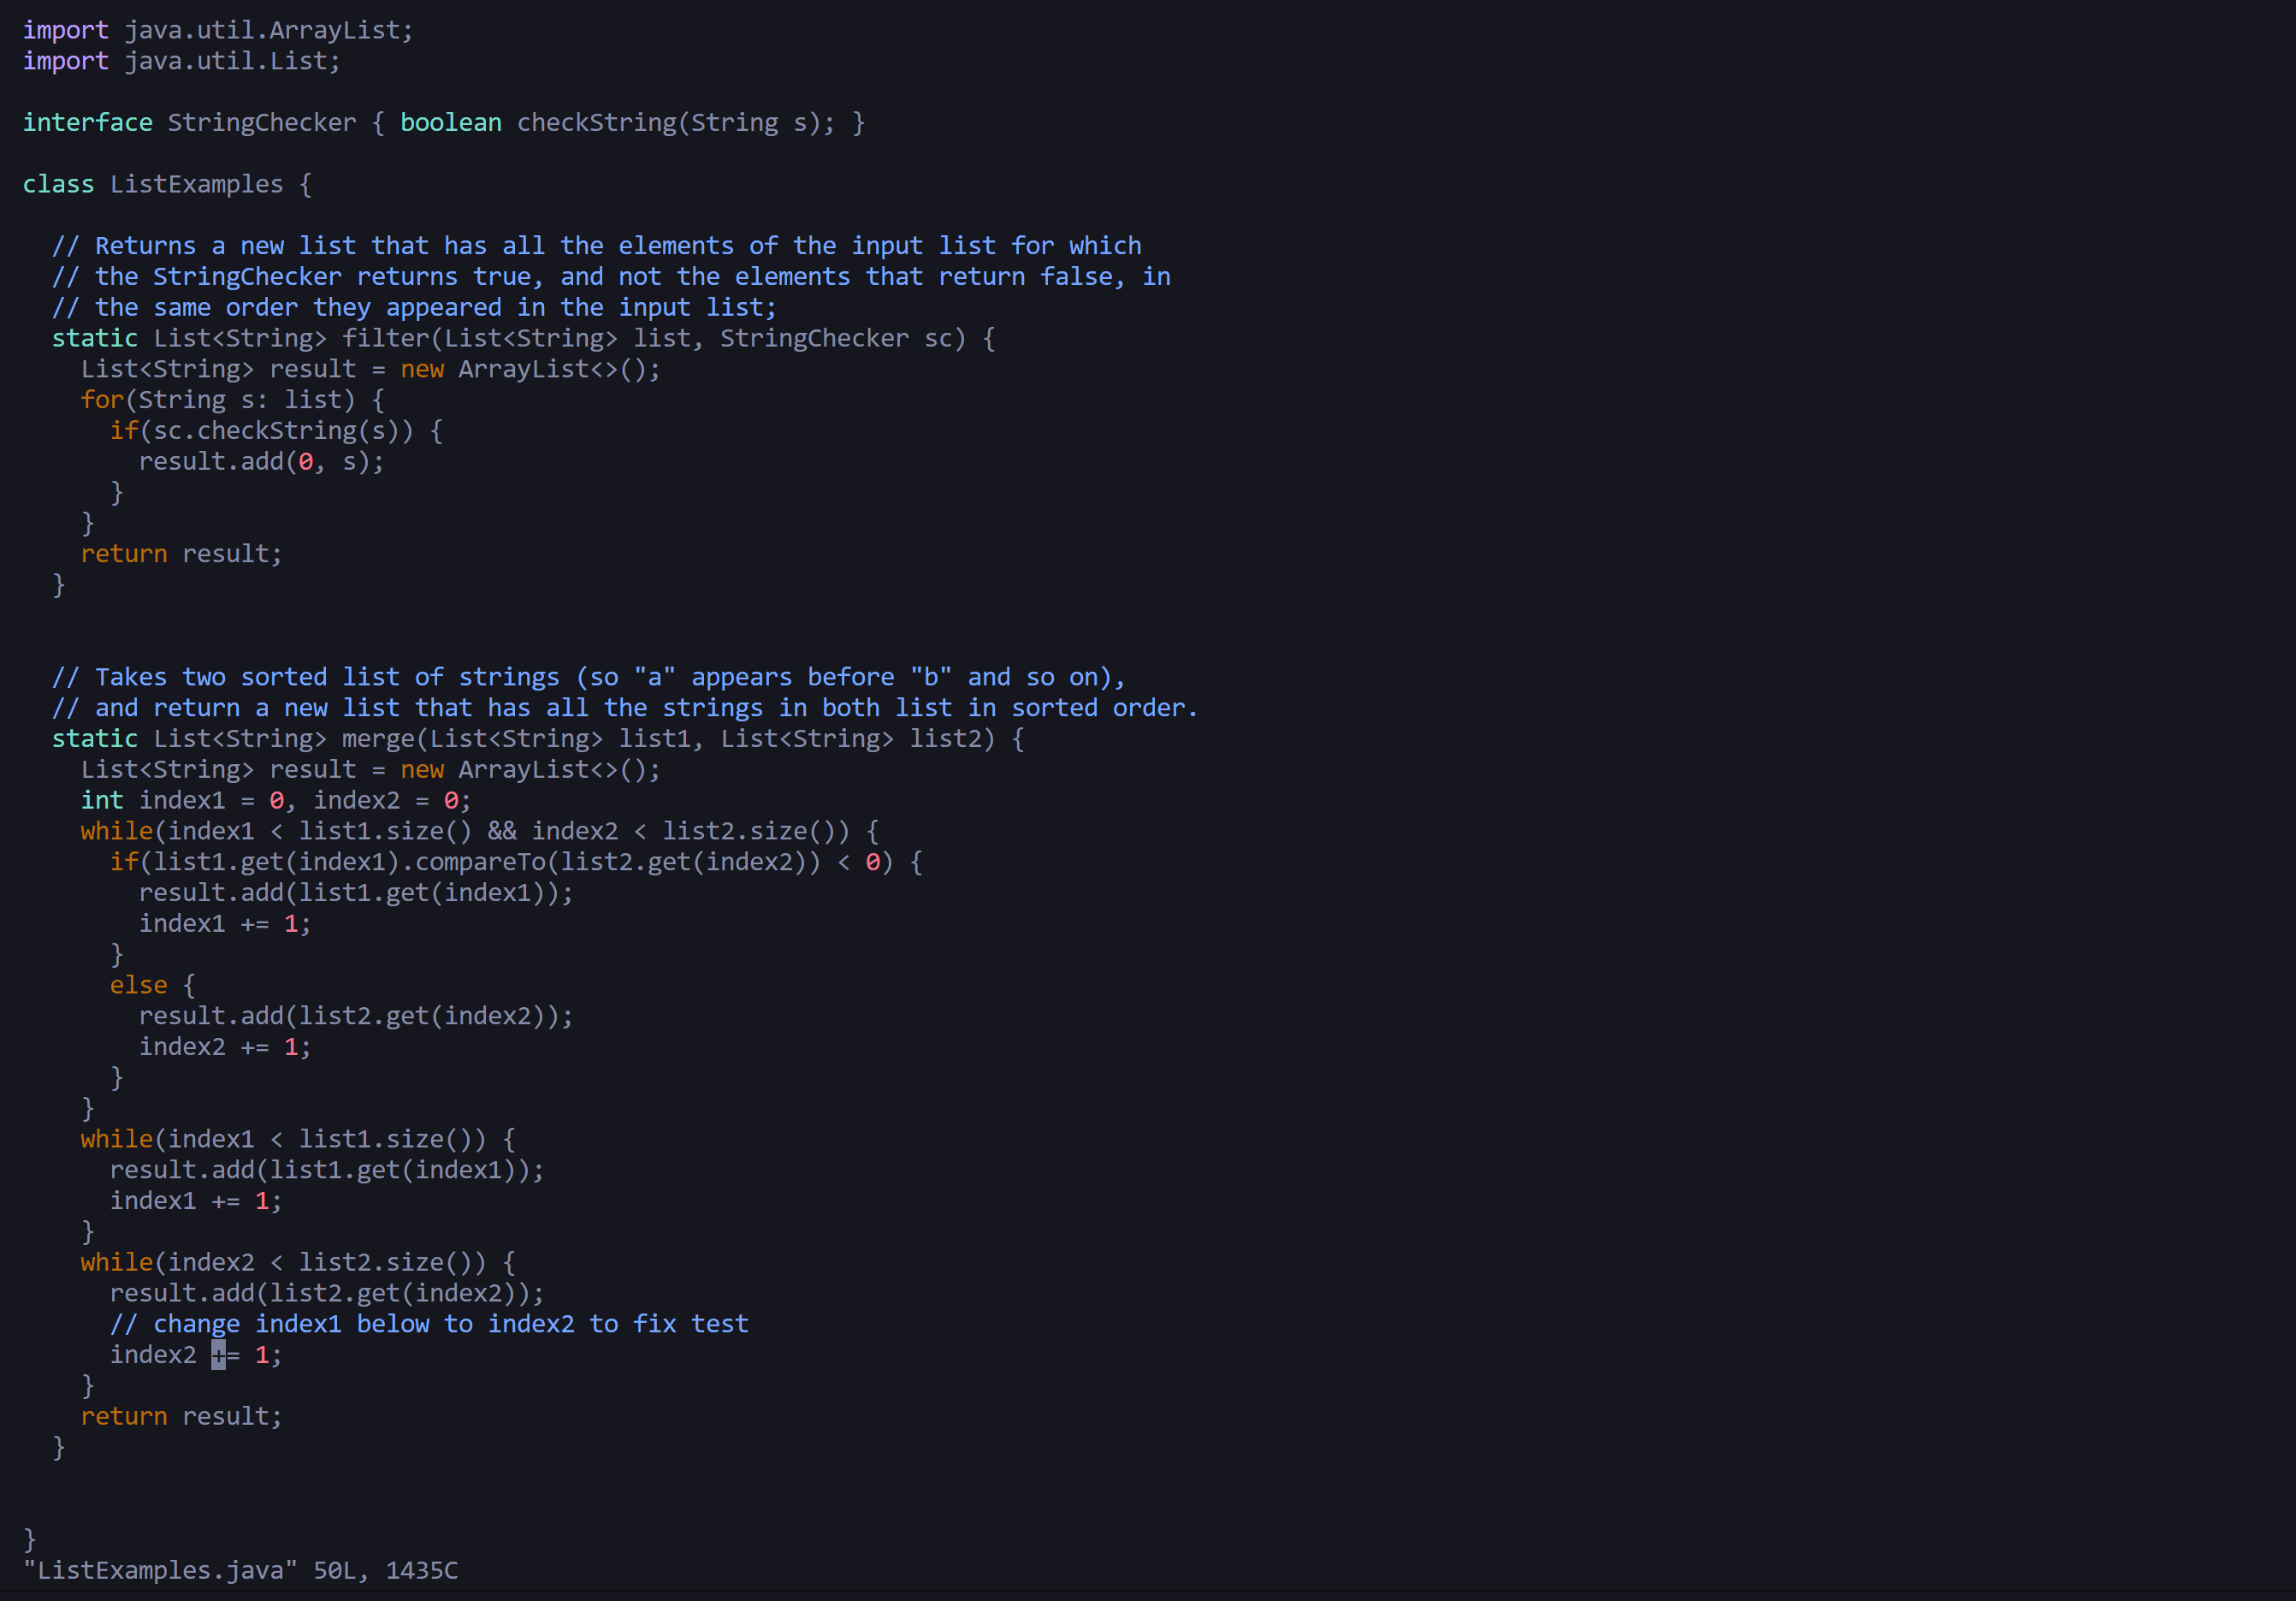 import java.util.ArrayList;
import java.util.List;

interface StringChecker { boolean checkString(String s); }

class ListExamples {

  // Returns a new list that has all the elements of the input list for which
  // the StringChecker returns true, and not the elements that return false, in
  // the same order they appeared in the input list;
  static List<String> filter(List<String> list, StringChecker sc) {
    List<String> result = new ArrayList<>();
    for(String s: list) {
      if(sc.checkString(s)) {
        result.add(0, s);
      }
    }
    return result;
  }


  // Takes two sorted list of strings (so "a" appears before "b" and so on),
  // and return a new list that has all the strings in both list in sorted order.
  static List<String> merge(List<String> list1, List<String> list2) {
    List<String> result = new ArrayList<>();
    int index1 = 0, index2 = 0;
    while(index1 < list1.size() && index2 < list2.size()) {
      if(list1.get(index1).compareTo(list2.get(index2)) < 0) {
        result.add(list1.get(index1));
        index1 += 1;
      }
      else {
        result.add(list2.get(index2));
        index2 += 1;
      }
    }
    while(index1 < list1.size()) {
      result.add(list1.get(index1));
      index1 += 1;
    }
    while(index2 < list2.size()) {
      result.add(list2.get(index2));
      // change index1 below to index2 to fix test
      index2 += 1;
    }
    return result;
  }


}
"ListExamples.java" 50L, 1435C